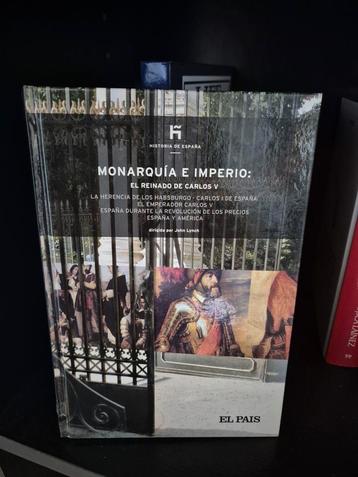 Ñ
HISTORIA DE ESPAÑA
MONARQUÍA E IMPERIO:
EL REINADO DE CARLOS V
LA HERENCIA DE LOS HABSBURGO · CARLOS I DE ESPAÑA
EL EMPERADOR CARLOS V
ESPAÑA DURANTE LA REVOLUCIÓN DE LOS PRECIOS
ESPAÑA Y AMÉRICA
dirigida por John Lynch
EL PAIS